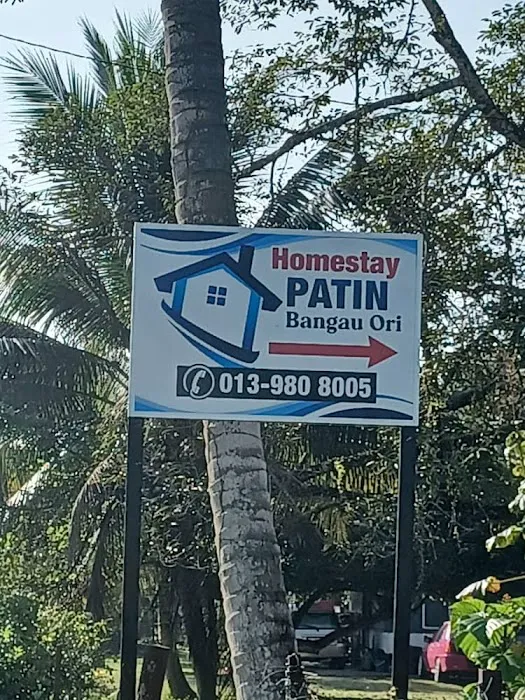 Homestay
PATIN
Bangau Ori
013-980 8005